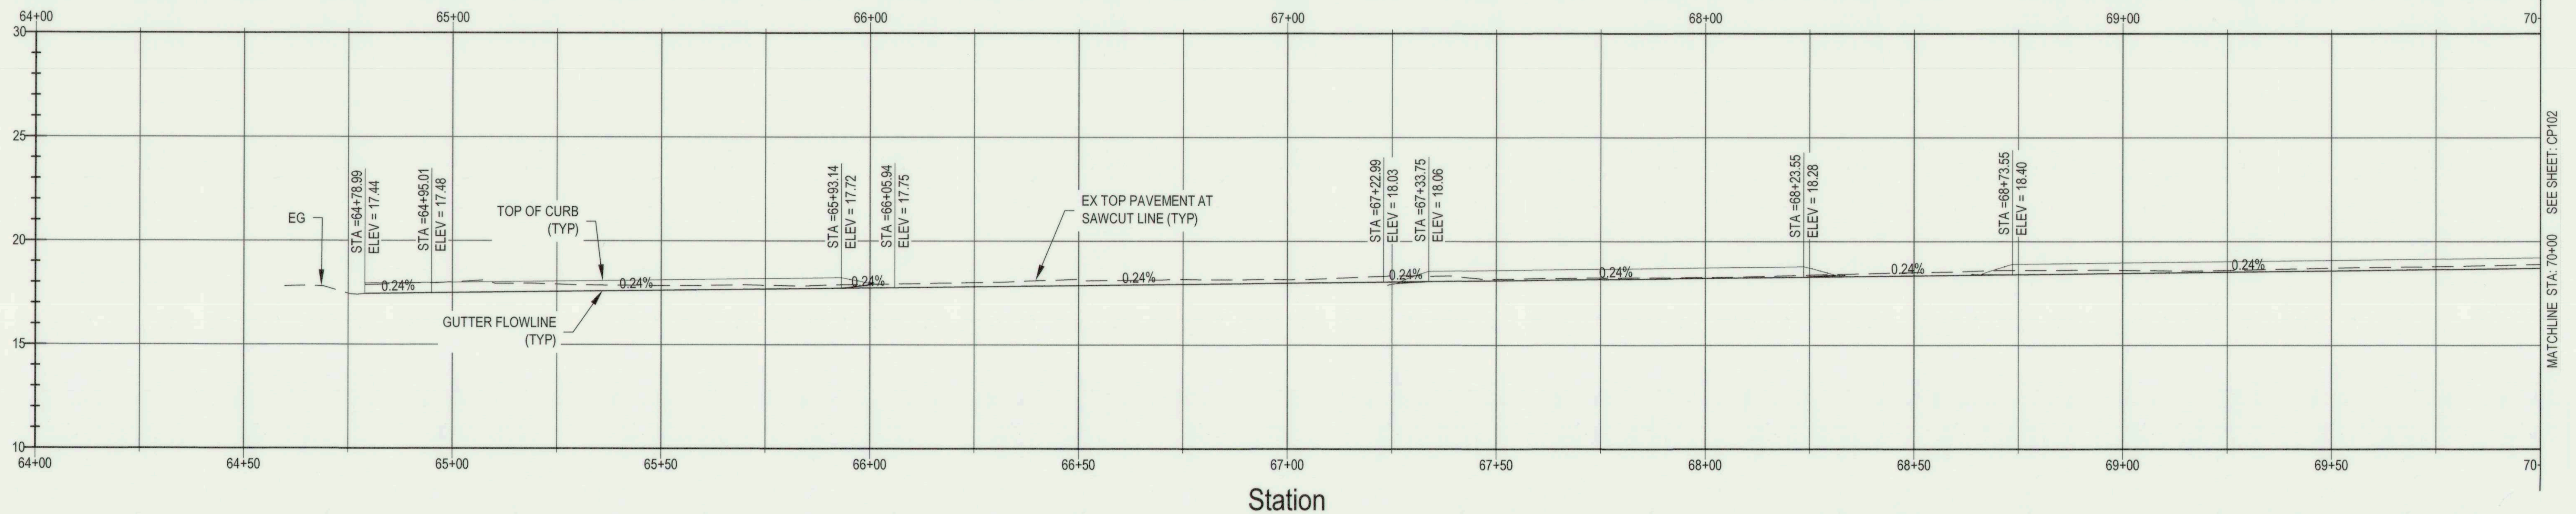 64+00
65+00
66+00
67+00
68+00
69+00
70
30
25
20
15
10
EG
STA =64+78.99
ELEV = 17.44
STA =64+95.01
ELEV = 17.48
TOP OF CURB
(TYP)
STA =65+93.14
ELEV = 17.72
STA =66+05.94
ELEV = 17.75
EX TOP PAVEMENT AT
SAWCUT LINE (TYP)
STA =67+22.99
ELEV = 18.03
STA =67+33.75
ELEV = 18.06
STA =68+23.55
ELEV = 18.28
STA =68+73.55
ELEV = 18.40
0.24%
0.24%
0.24%
0.24%
0.24%
0.24%
0.24%
0.24%
GUTTER FLOWLINE
(TYP)
MATCHLINE STA: 70+00 SEE SHEET: CP102
64+00
64+50
65+00
65+50
66+00
66+50
67+00
67+50
68+00
68+50
69+00
69+50
70
Station